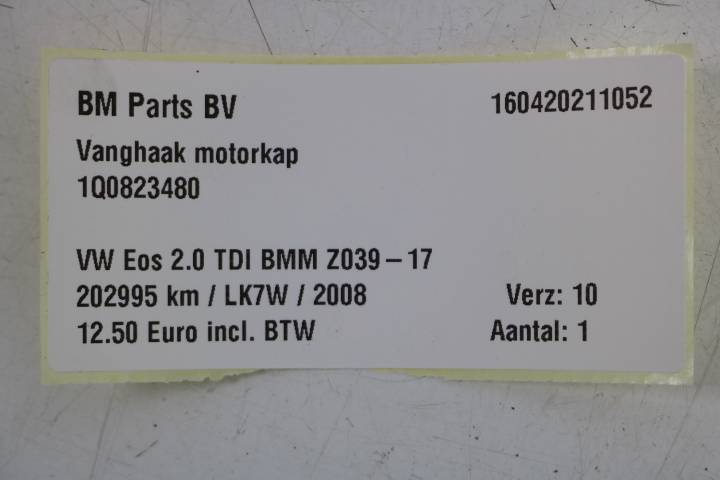 BM Parts BV 160420211052
Vanghaak motorkap
1Q0823480
VW Eos 2.0 TDI BMM Z039-17
202995 km / LK7W / 2008 Verz: 10
12.50 Euro incl. BTW Aantal: 1